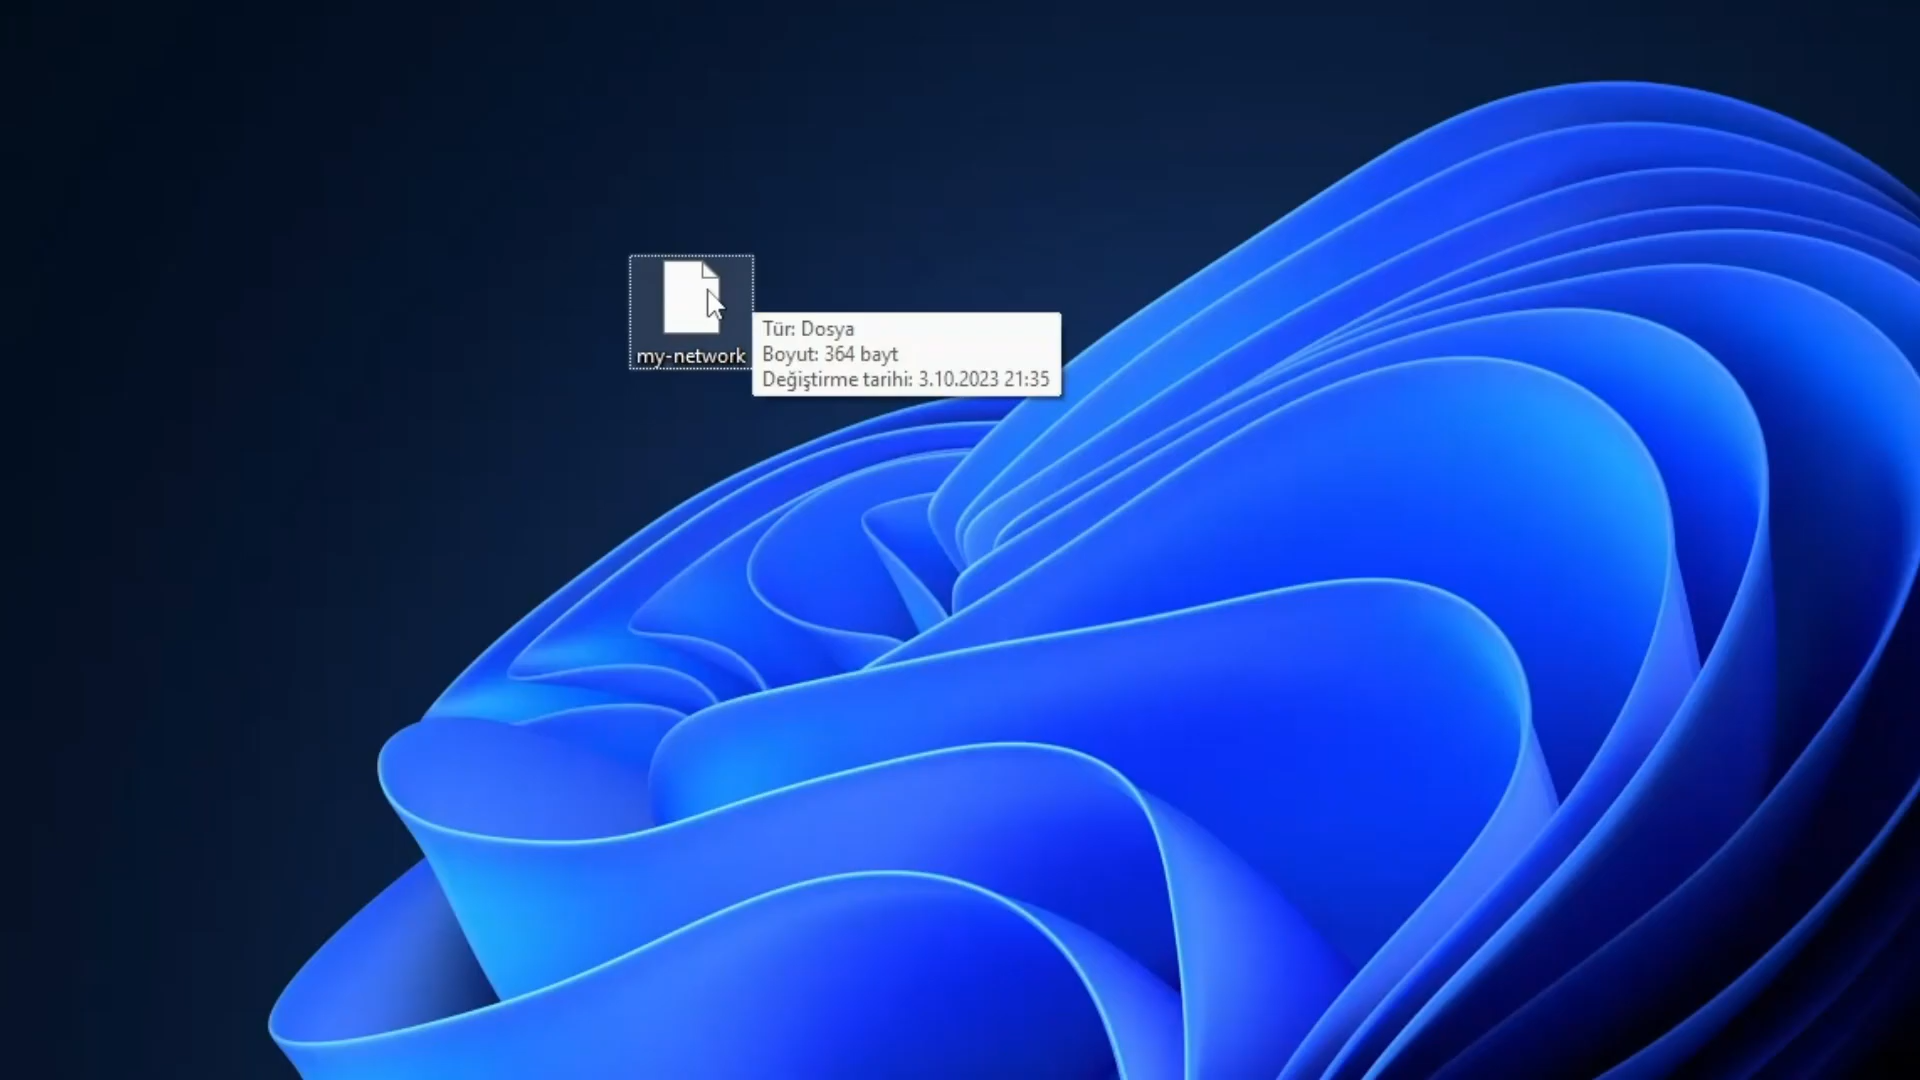 my-network
Tür: Dosya
Boyut: 364 bayt
Değiştirme tarihi: 3.10.2023 21:35